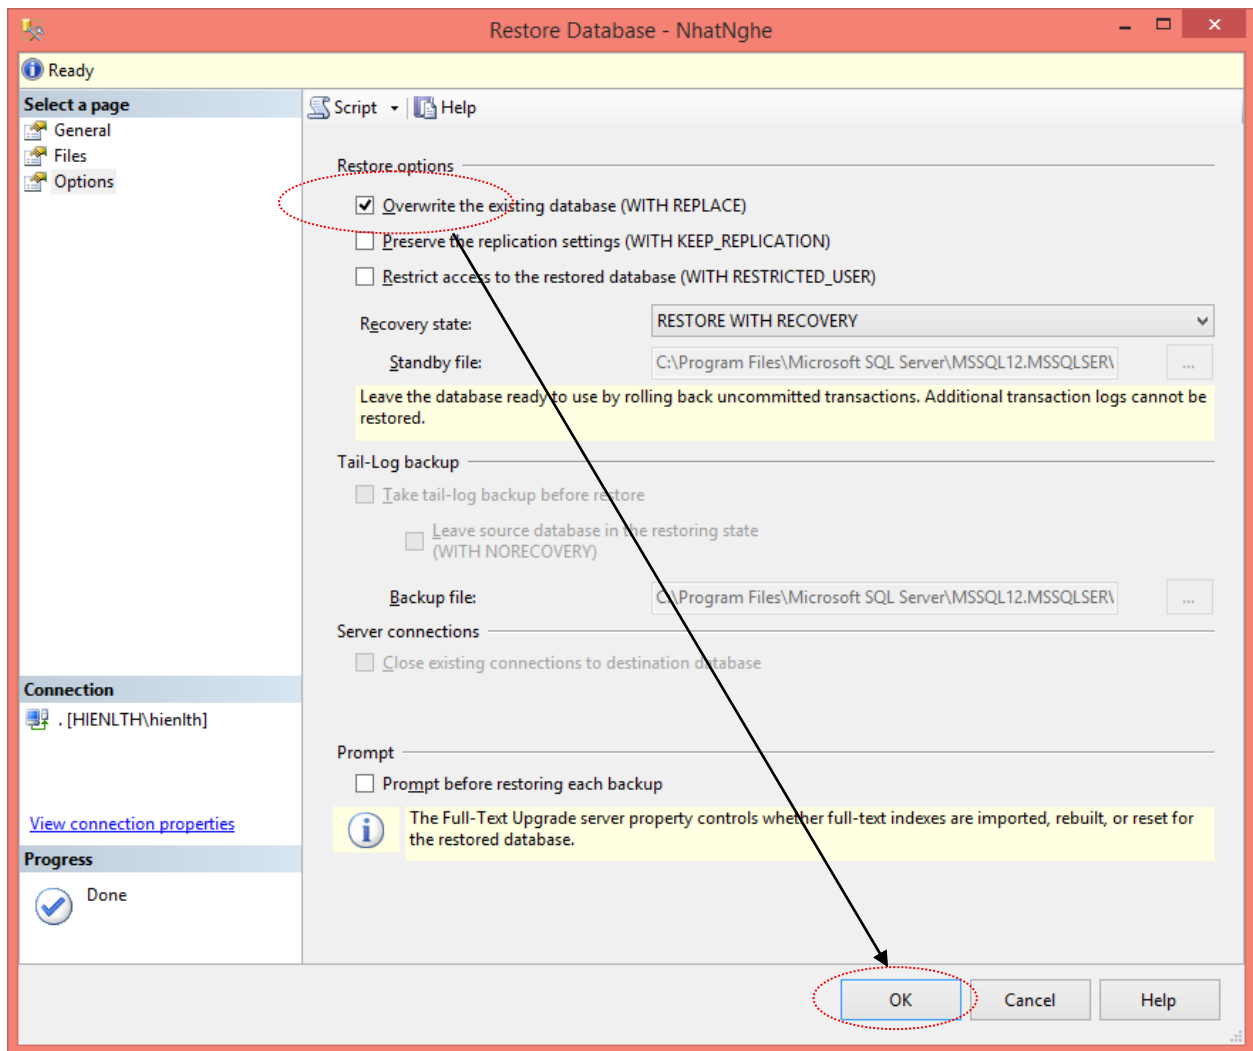 Restore Database - NhatNghe
Ready
Select a page
General
Files
Options
Script
Help
Restore options
Overwrite the existing database (WITH REPLACE)
Preserve the replication settings (WITH KEEP_REPLICATION)
Restrict access to the restored database (WITH RESTRICTED_USER)
Recovery state:
RESTORE WITH RECOVERY
Standby file:
C:\Program Files\Microsoft SQL Server\MSSQL12.MSSQLSERV
...
Leave the database ready to use by rolling back uncommitted transactions. Additional transaction logs cannot be
restored.
Tail-Log backup
Take tail-log backup before restore
Leave source database in the restoring state
(WITH NORECOVERY)
Backup file:
C:\Program Files\Microsoft SQL Server\MSSQL12.MSSQLSERV
...
Server connections
Close existing connections to destination database
Connection
. [HIENLTH\hienlth]
View connection properties
Prompt
Prompt before restoring each backup
The Full-Text Upgrade server property controls whether full-text indexes are imported, rebuilt, or reset for
the restored database.
Progress
Done
OK
Cancel
Help